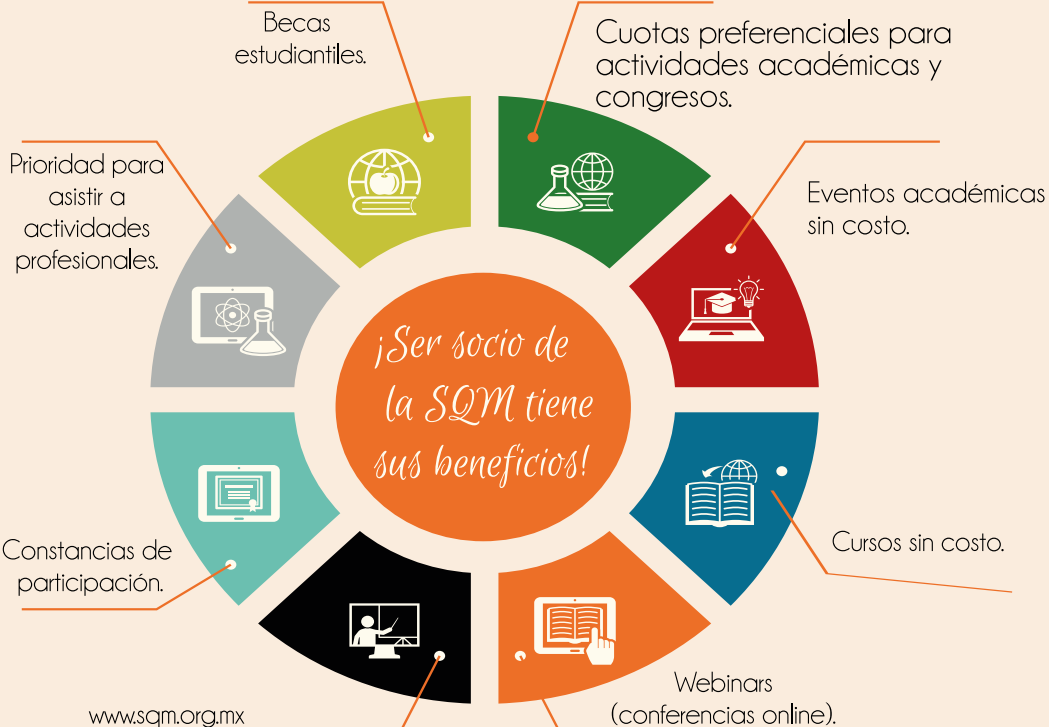 Becas
estudiantiles.
Cuotas preferenciales para
actividades académicas y
congresos.
Prioridad para
asistir a
actividades
profesionales.
Eventos académicas
sin costo.
¡Ser socio de
la SQM tiene
sus beneficios!
Constancias de
participación.
Cursos sin costo.
Webinars
(conferencias online).
www.sqm.org.mx